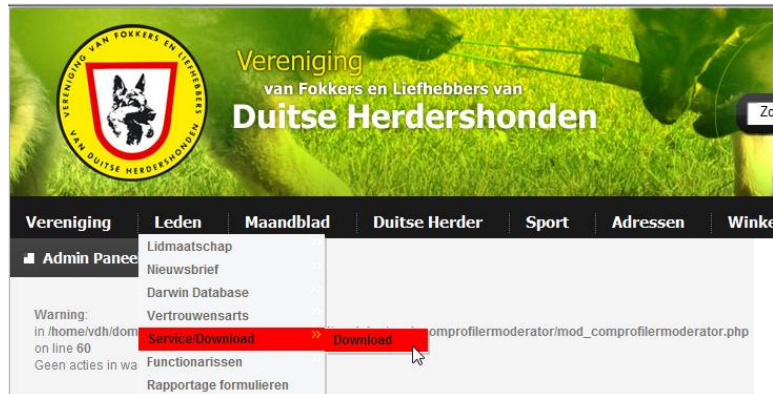 VERENIGING VAN FOKKERS EN LIEFHEBBERS
VAN DUITSE HERDERSHONDEN
Vereniging
van Fokkers en Liefhebbers van
Duitse Herdershonden
Zo
Vereniging Leden Maandblad Duitse Herder Sport Adressen Winke
Admin Panee
Lidmaatschap »
Nieuwsbrief
Darwin Database »
Vertrouwensarts »
Service/Download » Download
Functionarissen »
Rapportage formulieren
Warning:
in /home/vdh/dom comprofilermoderator/mod_comprofilermoderator.php
on line 60
Geen acties in wa